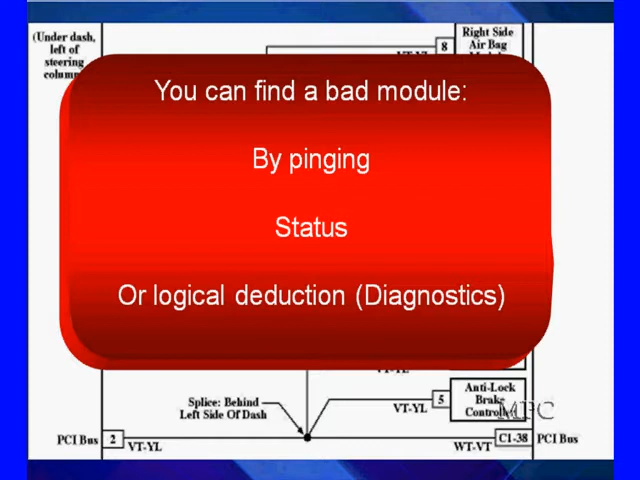 (Under dash,
left of
steering
column
8
Right Side
Air Bag
You can find a bad module:
By pinging
Status
Or logical deduction (Diagnostics)
Splice: Behind
Left Side Of Dash
VT-YL
5
Anti-Lock
Brake
Controller
MPC
PCI Bus
2
VT-YL
WT-VT
C1-38
PCI Bus